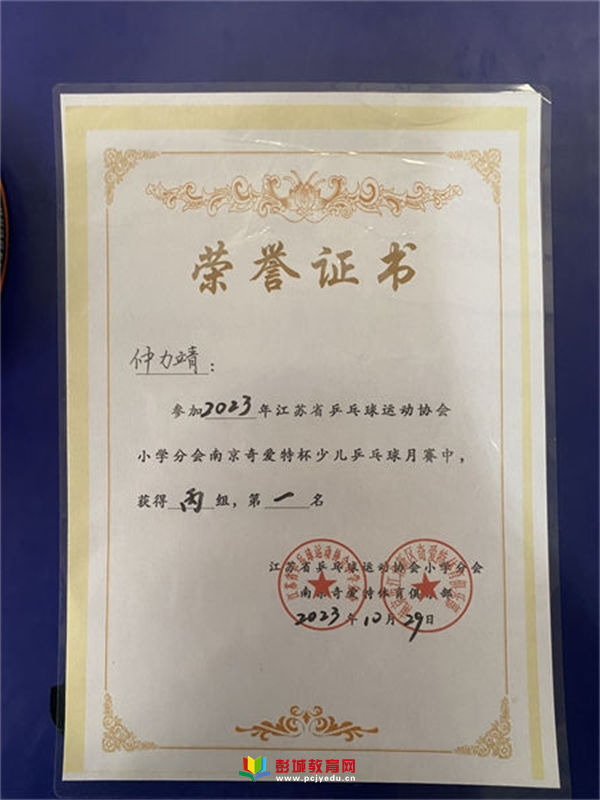 荣誉证书
仲力靖：
参加2023年江苏省乒乓球运动协会
小学分会南京奇爱特杯少儿乒乓球月赛中，
获得丙组，第一名
江苏省乒乓球运动协会小学分会
南京奇爱特体育俱乐部
2023年10月29日
彭城教育网
www.pcjyedu.cn